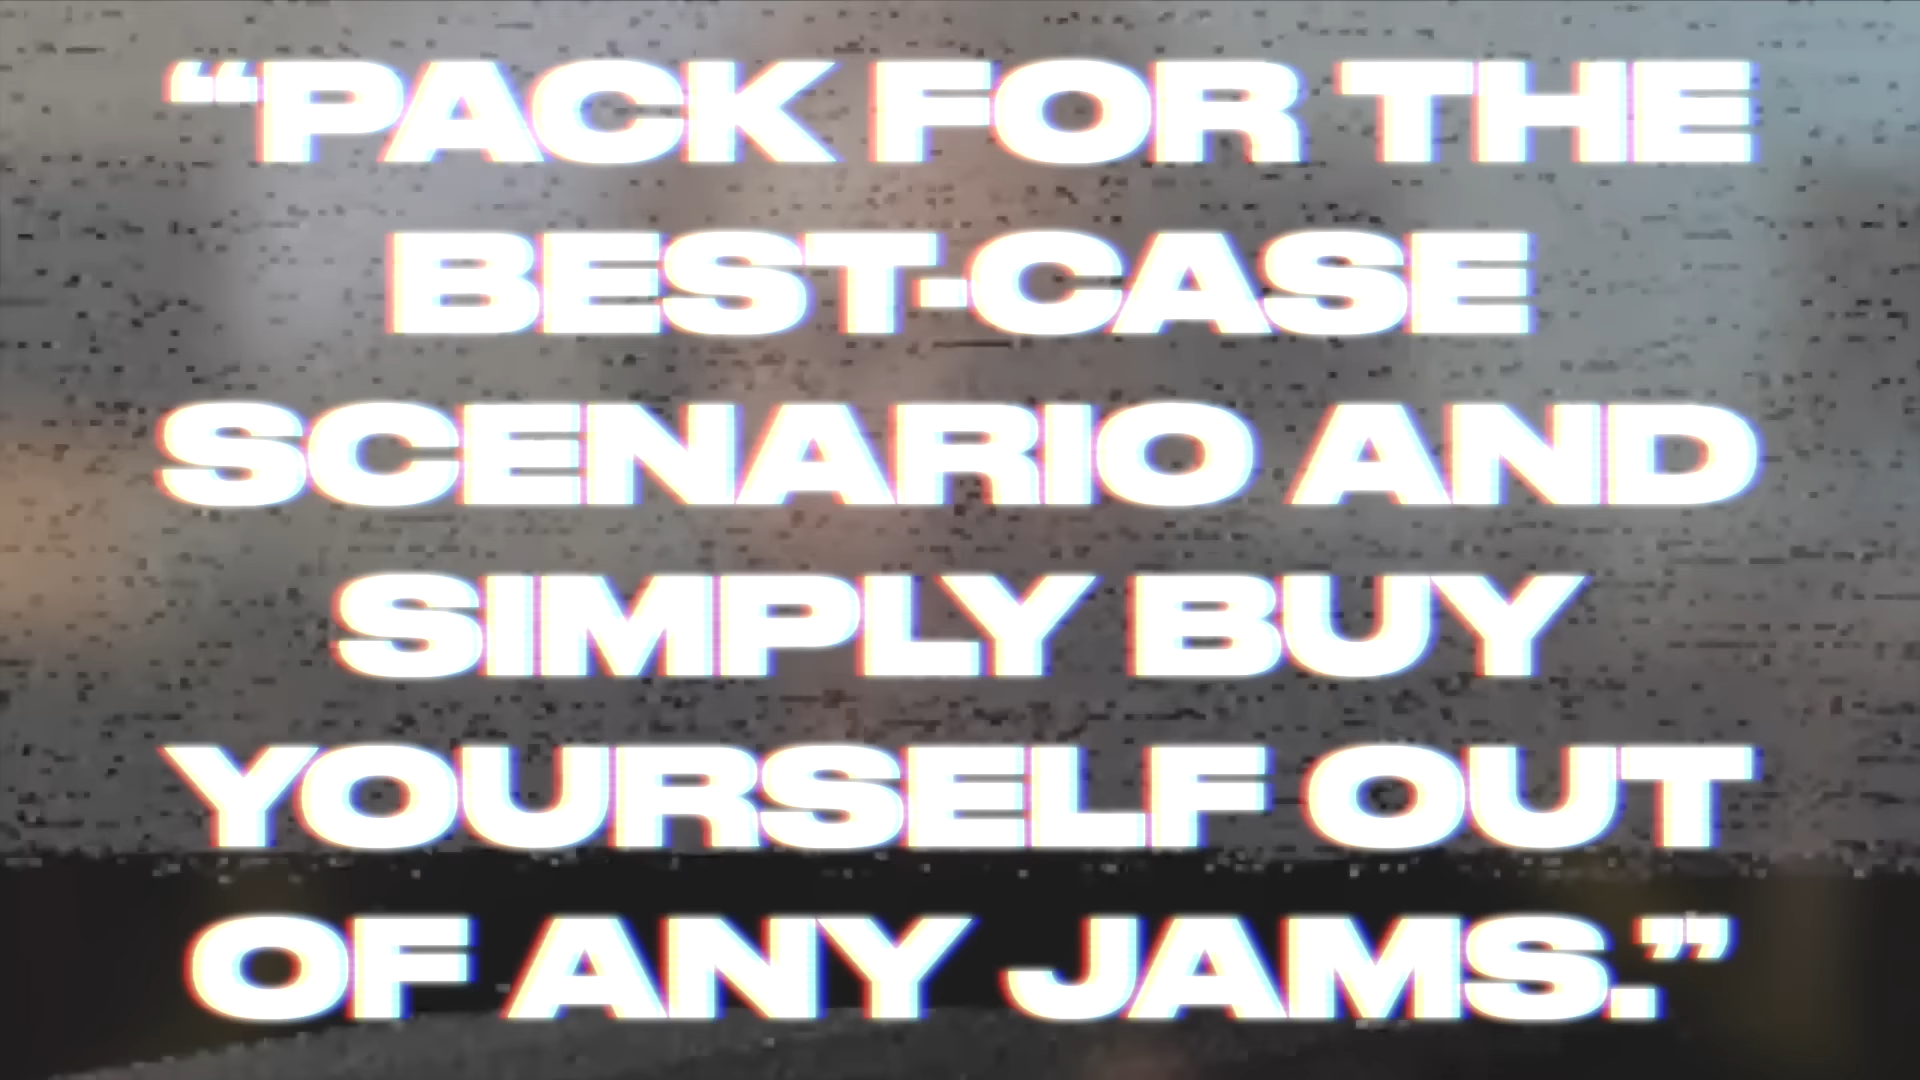 “PACK FOR THE
BEST-CASE
SCENARIO AND
SIMPLY BUY
YOURSELF OUT
OF ANY JAMS.”